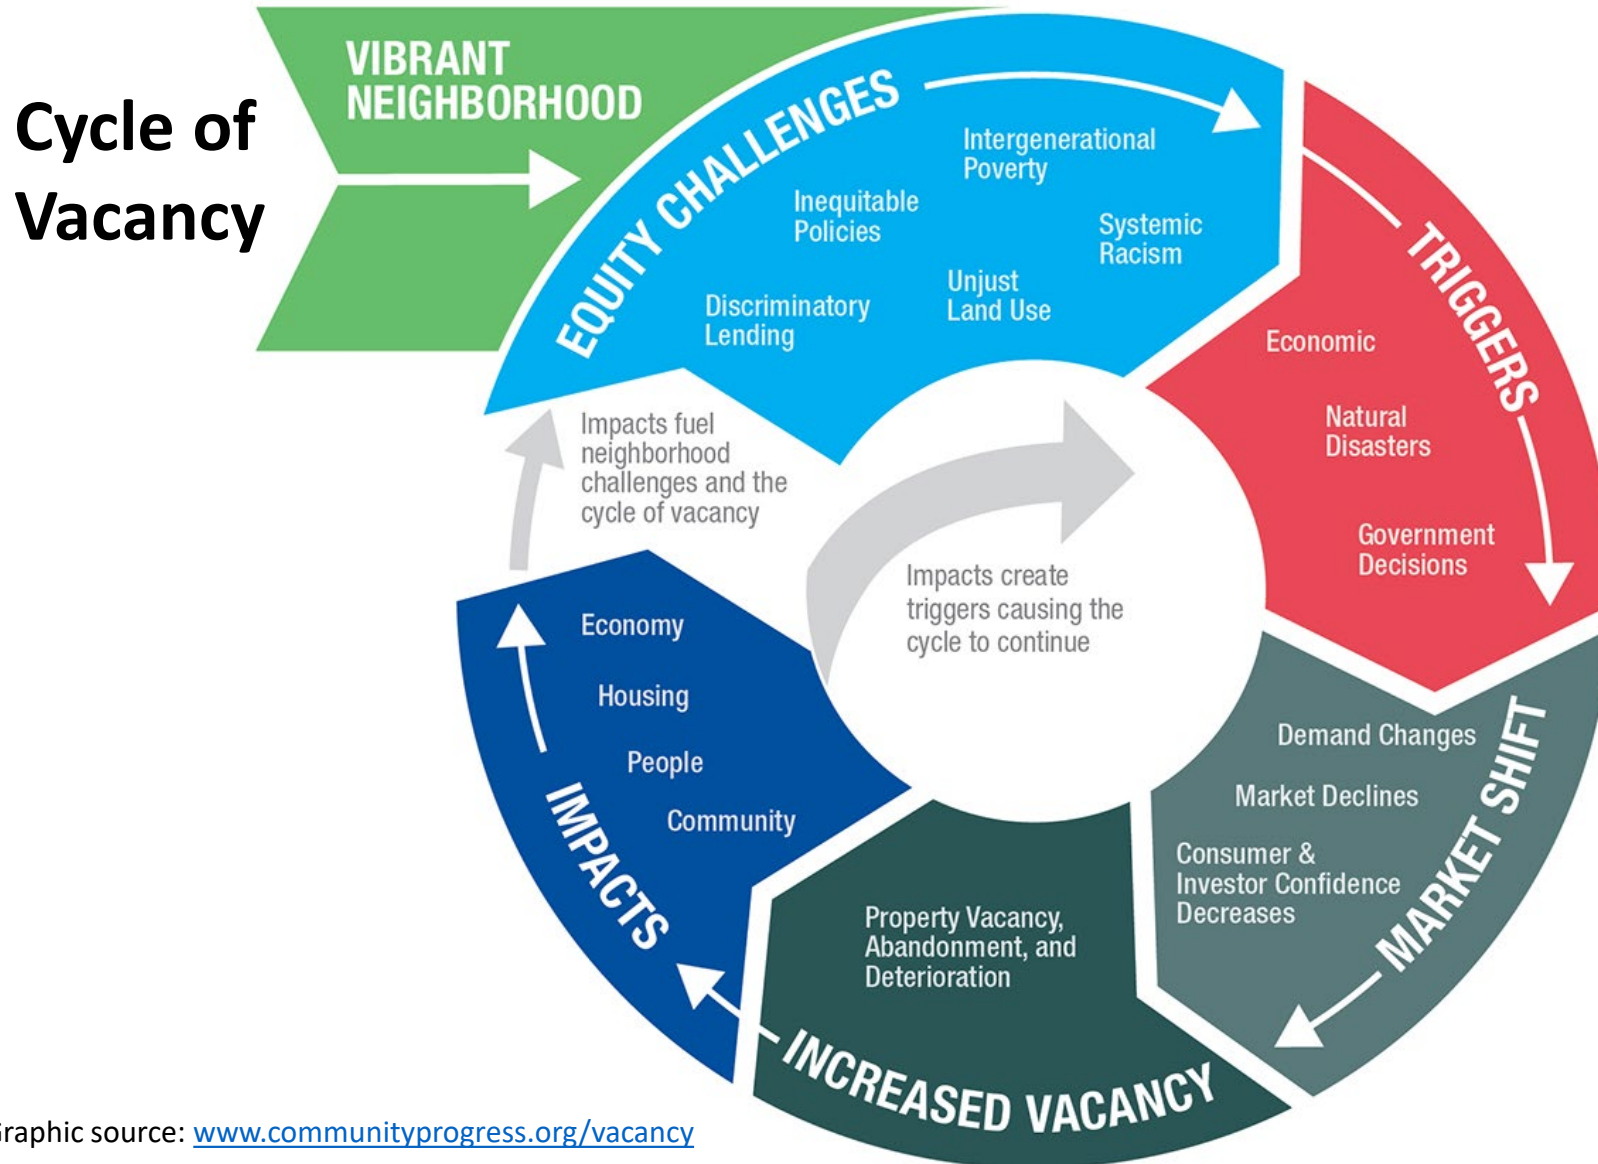 Cycle of
Vacancy
VIBRANT
NEIGHBORHOOD
EQUITY CHALLENGES
Intergenerational
Poverty
Inequitable
Policies
Systemic
Racism
Unjust
Land Use
Discriminatory
Lending
TRIGGERS
Economic
Natural
Disasters
Government
Decisions
MARKET SHIFT
Demand Changes
Market Declines
Consumer &
Investor Confidence
Decreases
INCREASED VACANCY
Property Vacancy,
Abandonment, and
Deterioration
IMPACTS
Economy
Housing
People
Community
Impacts fuel
neighborhood
challenges and the
cycle of vacancy
Impacts create
triggers causing the
cycle to continue
Graphic source: www.communityprogress.org/vacancy